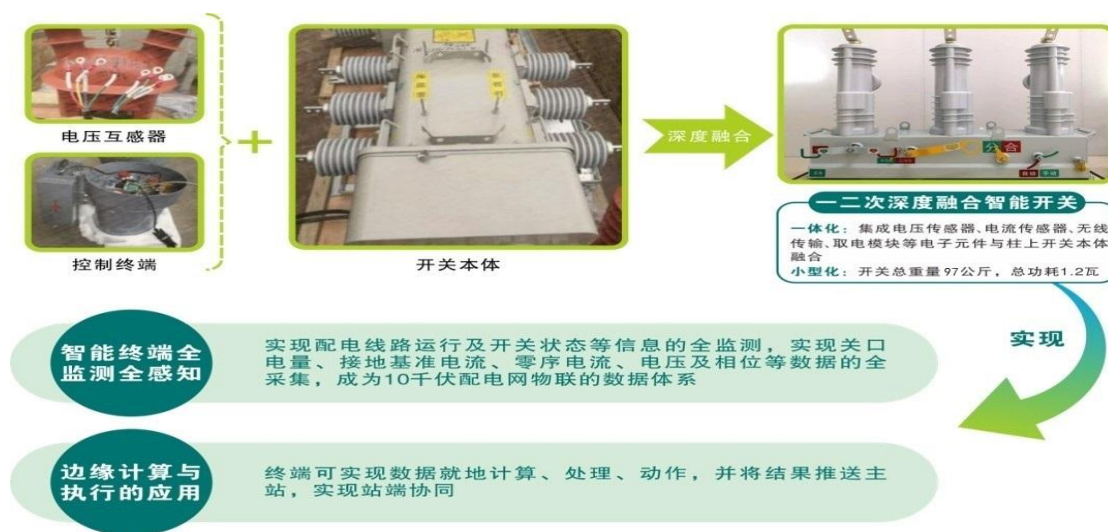 电压互感器
控制终端
+
开关本体
深度融合
分 合
自动 手动
一二次深度融合智能开关
一体化：集成电压传感器、电流传感器、无线
传输、取电模块等电子元件与柱上开关本体
融合
小型化：开关总重量97公斤，总功耗1.2瓦
实现
智能终端全
监测全感知
实现配电线路运行及开关状态等信息的全监测，实现关口
电量、接地基准电流、零序电流、电压及相位等数据的全
采集，成为10千伏配电网物联的数据体系
边缘计算与
执行的应用
终端可实现数据就地计算、处理、动作，并将结果推送主
站，实现站端协同